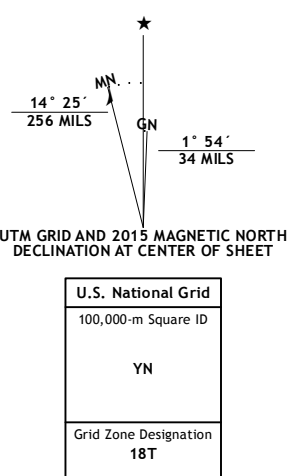 ★
MN
GN
14° 25´
256 MILS
1° 54´
34 MILS
UTM GRID AND 2015 MAGNETIC NORTH
DECLINATION AT CENTER OF SHEET
U.S. National Grid
100,000-m Square ID
YN
Grid Zone Designation
18T